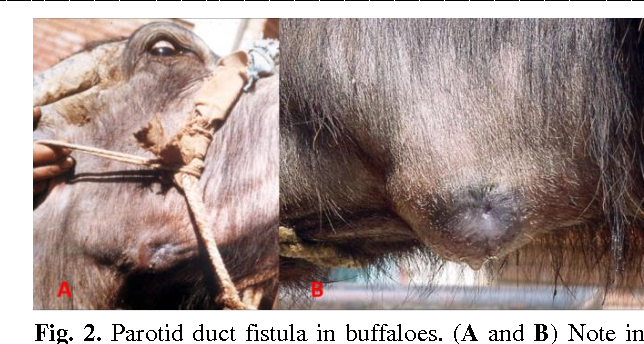 A
B
Fig. 2. Parotid duct fistula in buffaloes. (A and B) Note in